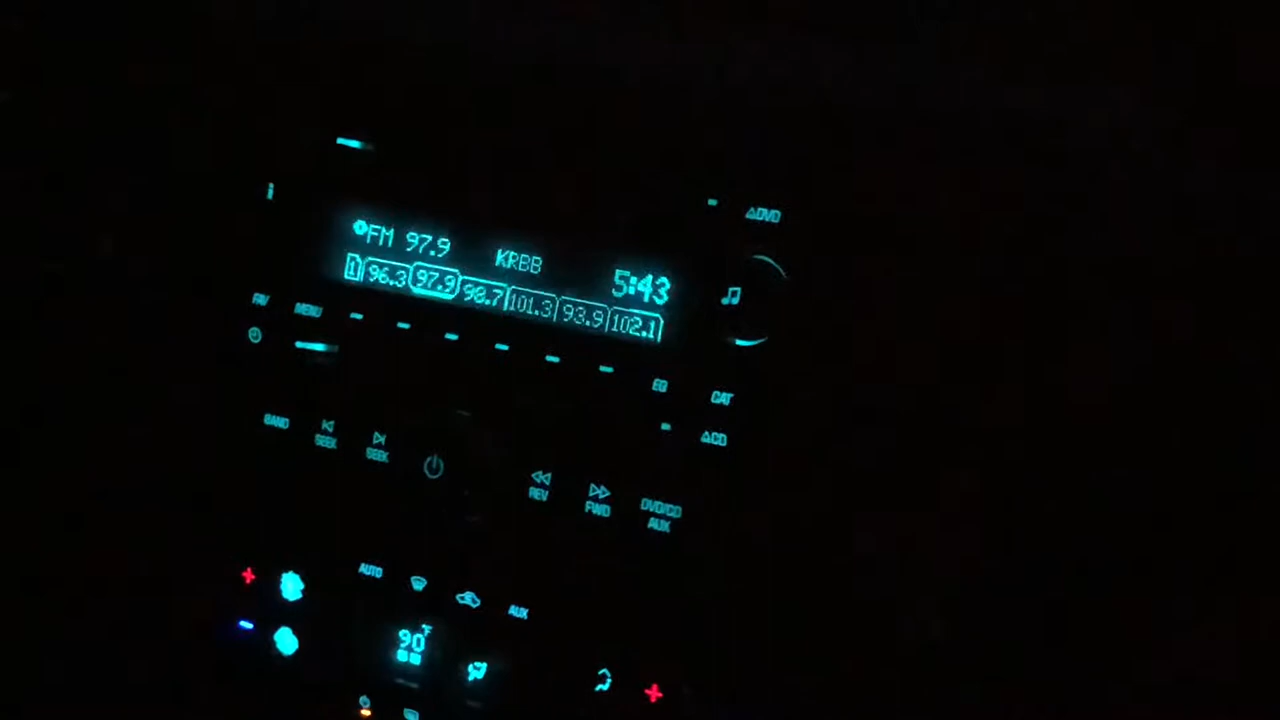 i
△DVD
FM 97.9 KRBB 5:43
1 96.3 97.9 98.7 101.3 93.9 102.1
FAV MENU
EQ CAT
△CD
BAND SEEK SEEK
REV FWD DVD/CD AUX
AUTO AUX
90°F